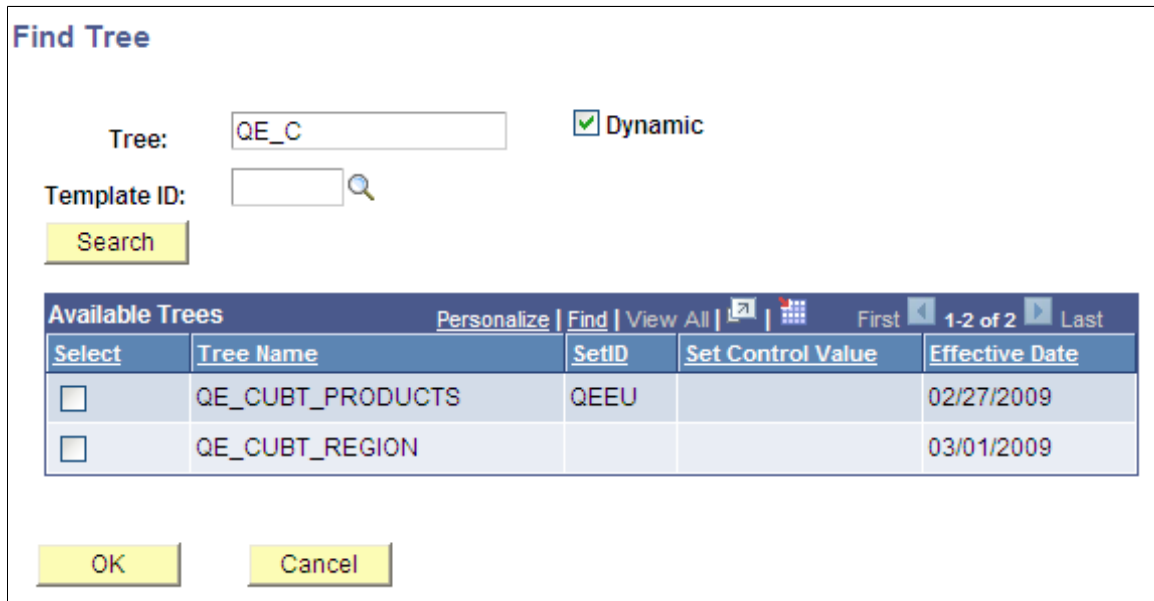 Find Tree
Tree: QE_C Dynamic
Template ID:
Search
Available Trees Personalize | Find | View All | | First 1-2 of 2 Last
Select Tree Name SetID Set Control Value Effective Date
QE_CUBT_PRODUCTS QEEU 02/27/2009
QE_CUBT_REGION 03/01/2009
OK Cancel